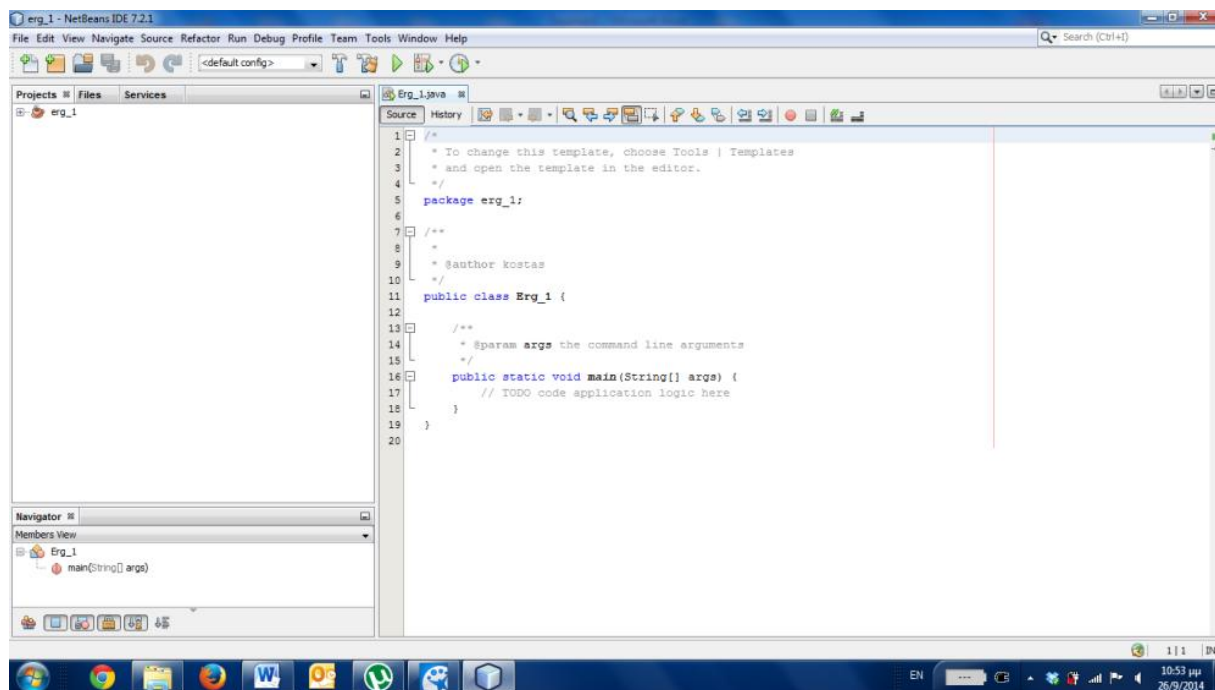 erg_1 - NetBeans IDE 7.2.1
File Edit View Navigate Source Refactor Run Debug Profile Team Tools Window Help
Search (Ctrl+I)
<default config>
Projects Files Services
erg_1
Erg_1.java
Source History
1 /*
2 * To change this template, choose Tools | Templates
3 * and open the template in the editor.
4 */
5 package erg_1;
6
7 /**
8 *
9 * @author kostas
10 */
11 public class Erg_1 {
12
13 /**
14 * @param args the command line arguments
15 */
16 public static void main(String[] args) {
17 // TODO code application logic here
18 }
19 }
20
Navigator
Members View
Erg_1
main(String[] args)
1 | 1 IN
EN
10:53 μμ
26/9/2014